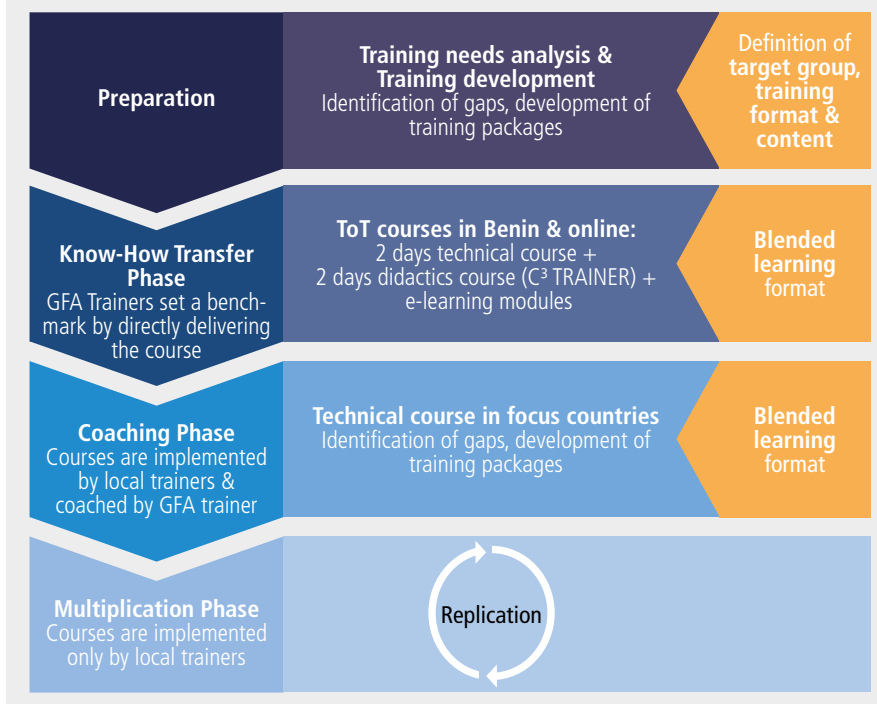 Preparation
Training needs analysis &
Training development
Identification of gaps, development of
training packages
Definition of
target group,
training
format &
content
Know-How Transfer
Phase
GFA Trainers set a bench-
mark by directly delivering
the course
ToT courses in Benin & online:
2 days technical course +
2 days didactics course (C³ TRAINER) +
e-learning modules
Blended
learning
format
Coaching Phase
Courses are implemented
by local trainers &
coached by GFA trainer
Technical course in focus countries
Identification of gaps, development of
training packages
Blended
learning
format
Multiplication Phase
Courses are implemented
only by local trainers
Replication